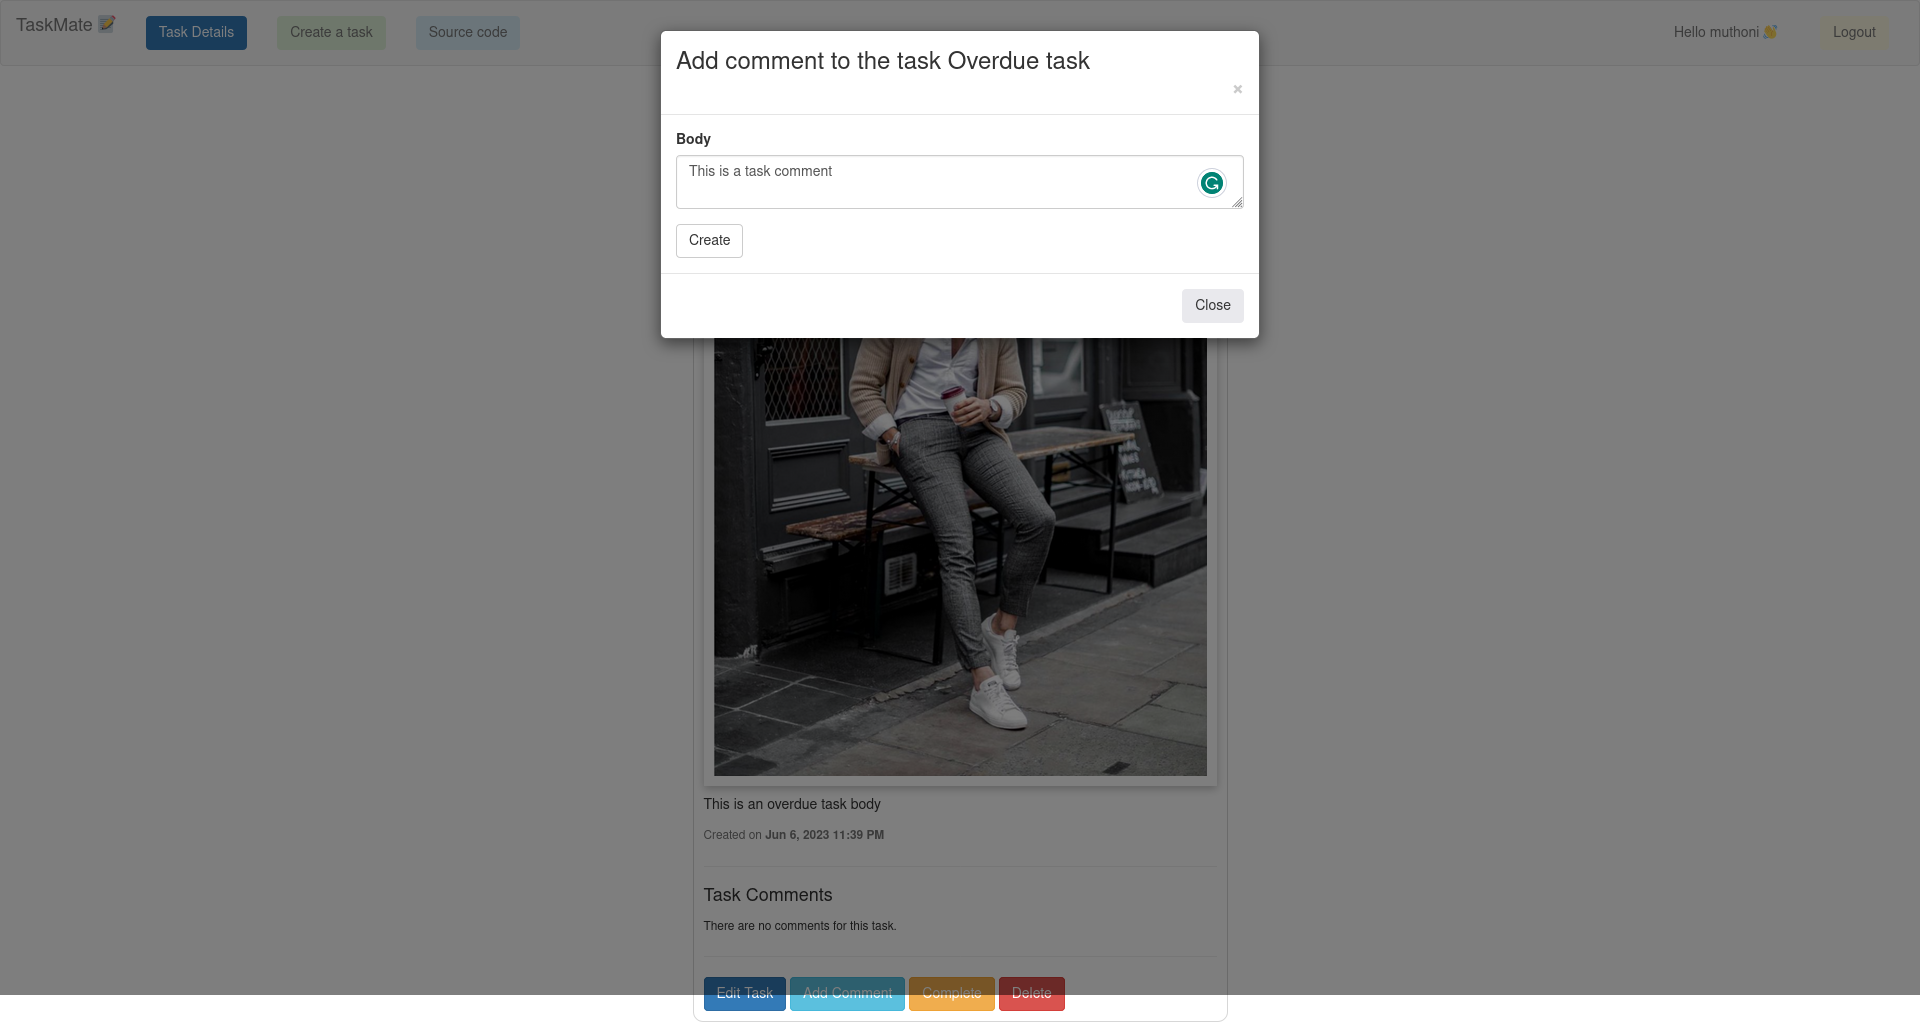 TaskMate 📝 Task Details Create a task Source code Hello muthoni 👋 Logout
Add comment to the task Overdue task
×
Body
This is a task comment
Create
Close
This is an overdue task body
Created on Jun 6, 2023 11:39 PM
Task Comments
There are no comments for this task.
Edit Task Add Comment Complete Delete